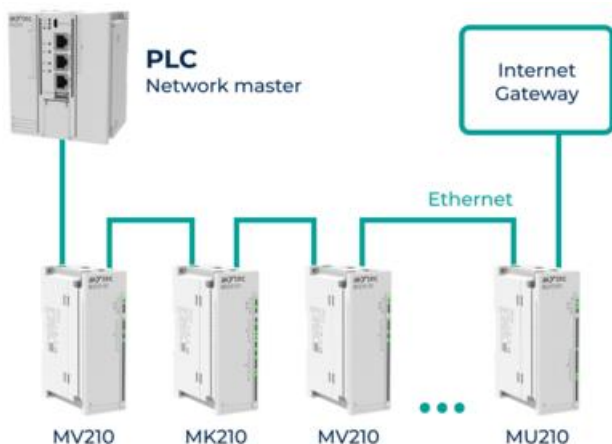 PLC
Network master
Internet
Gateway
Ethernet
MV210
MK210
MV210
MU210